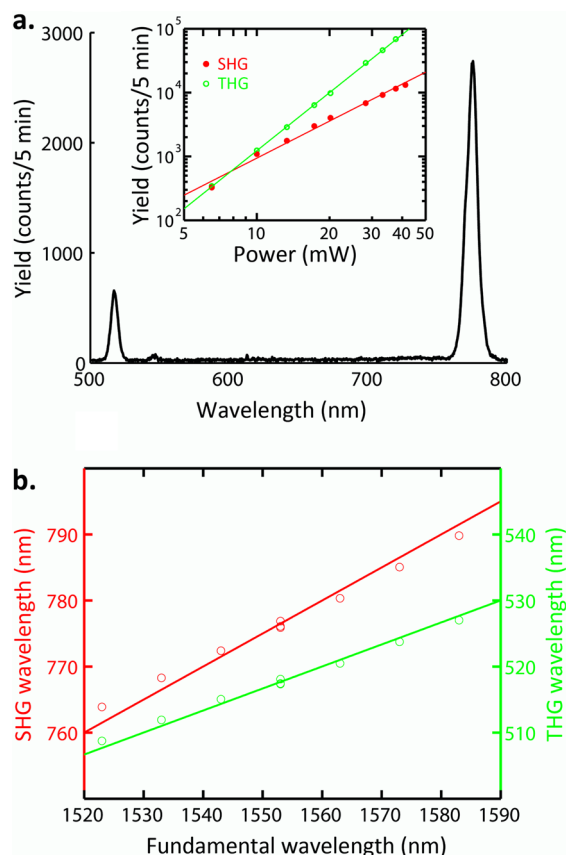 a.
Yield (counts/5 min)
3000
2000
1000
0
500
600
700
800
Wavelength (nm)
Yield (counts/5 min)
10^5
10^4
10^3
10^2
SHG
THG
5
10
20
30
40
50
Power (mW)
b.
SHG wavelength (nm)
790
780
770
760
540
530
520
510
THG wavelength (nm)
1520 1530 1540 1550 1560 1570 1580 1590
Fundamental wavelength (nm)